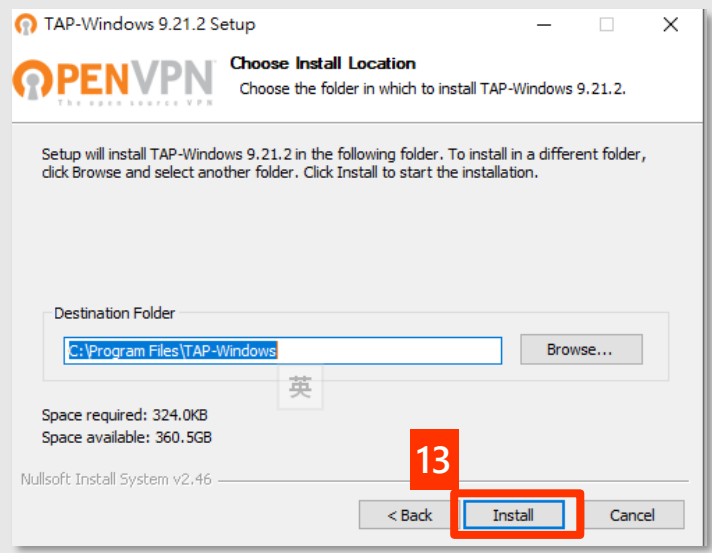 TAP-Windows 9.21.2 Setup
OPENVPN
The open source VPN
Choose Install Location
Choose the folder in which to install TAP-Windows 9.21.2.
Setup will install TAP-Windows 9.21.2 in the following folder. To install in a different folder,
click Browse and select another folder. Click Install to start the installation.
Destination Folder
C:\Program Files\TAP-Windows
Browse...
英
Space required: 324.0KB
Space available: 360.5GB
13
Nullsoft Install System v2.46
< Back
Install
Cancel